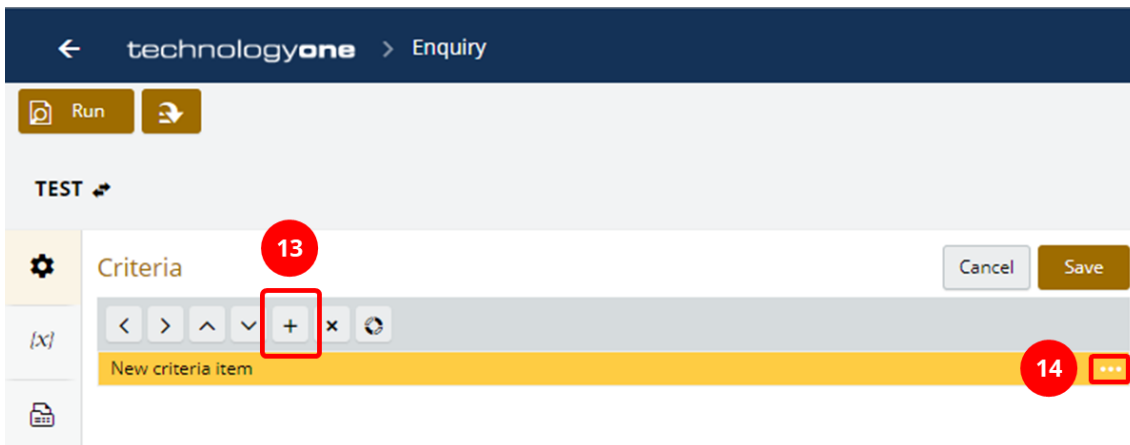 technologyone > Enquiry
Run
TEST
13
Criteria
Cancel
Save
{x}
New criteria item
14